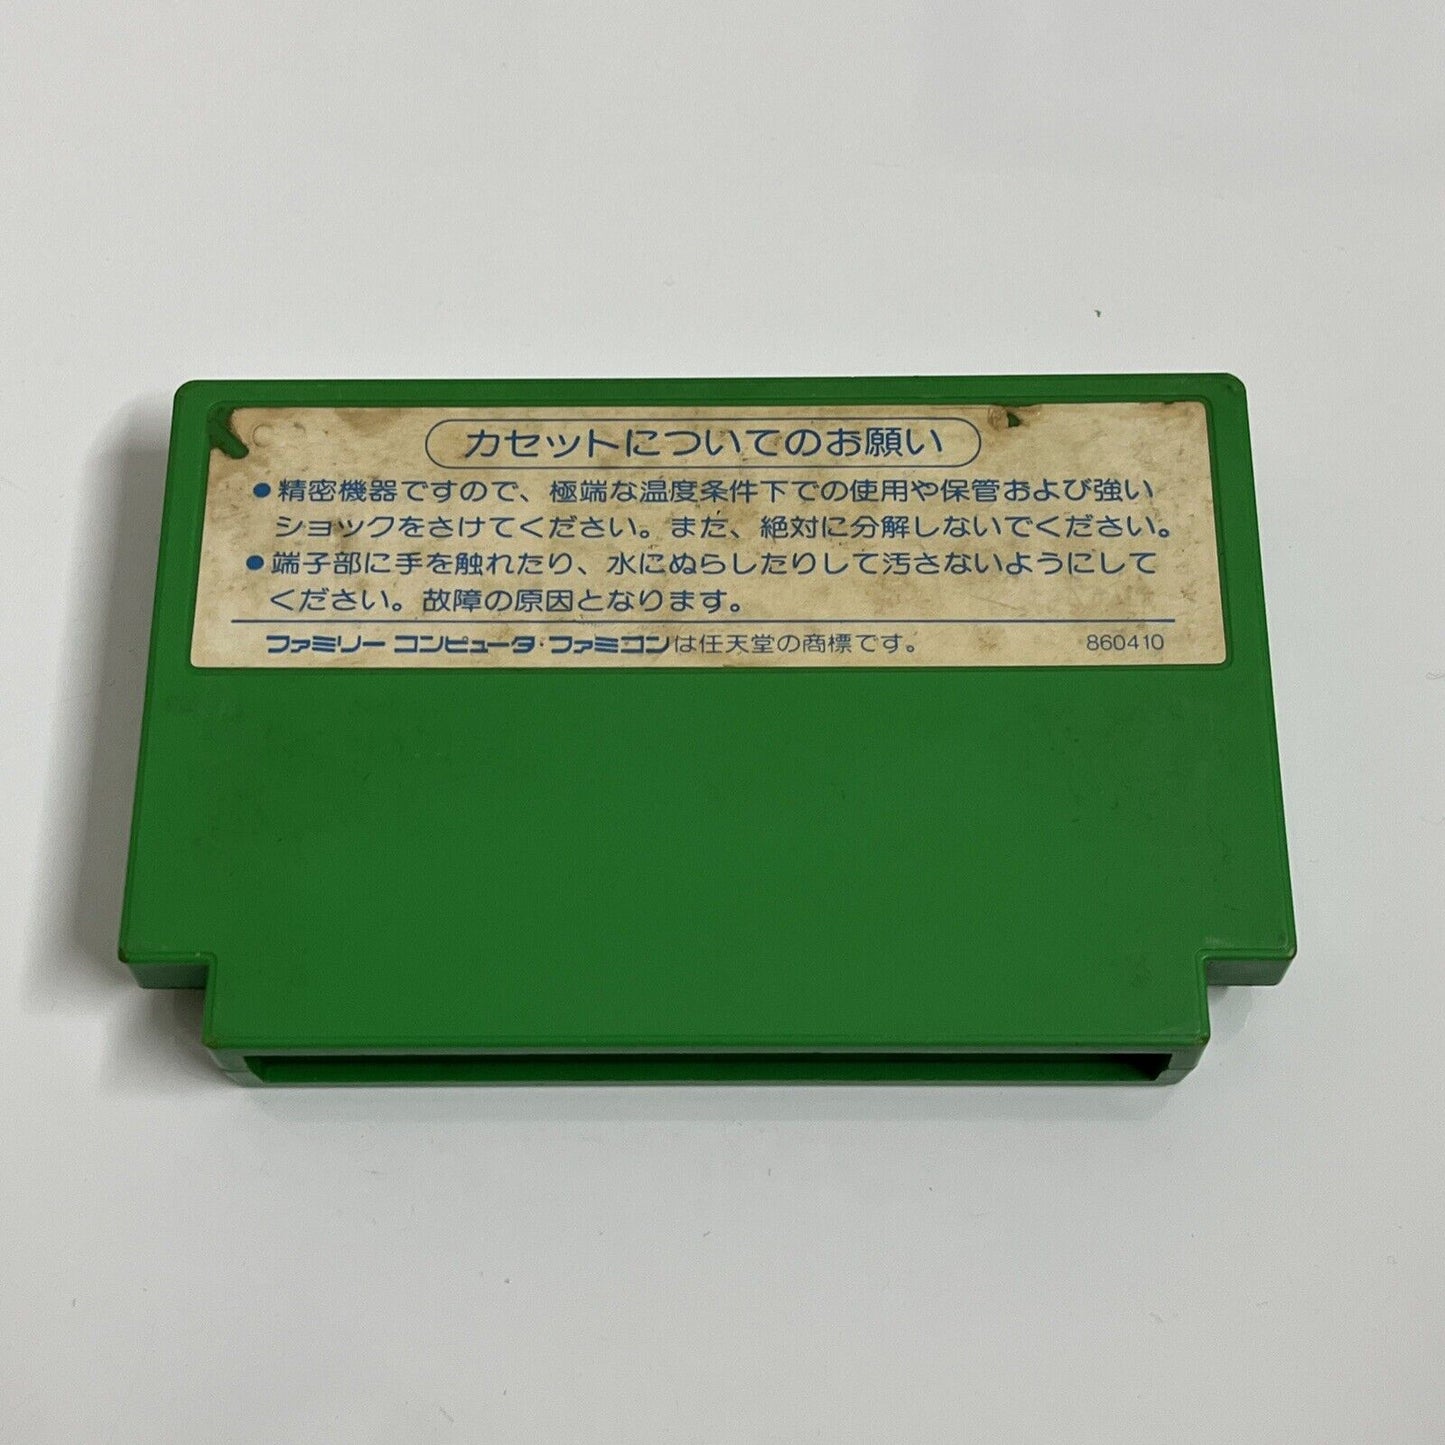 カセットについてのお願い
●精密機器ですので、極端な温度条件下での使用や保管および強い
ショックをさけてください。また、絶対に分解しないでください。
●端子部に手を触れたり、水にぬらしたりして汚さないようにして
ください。故障の原因となります。
ファミリー コンピュータ・ファミコンは任天堂の商標です。 860410